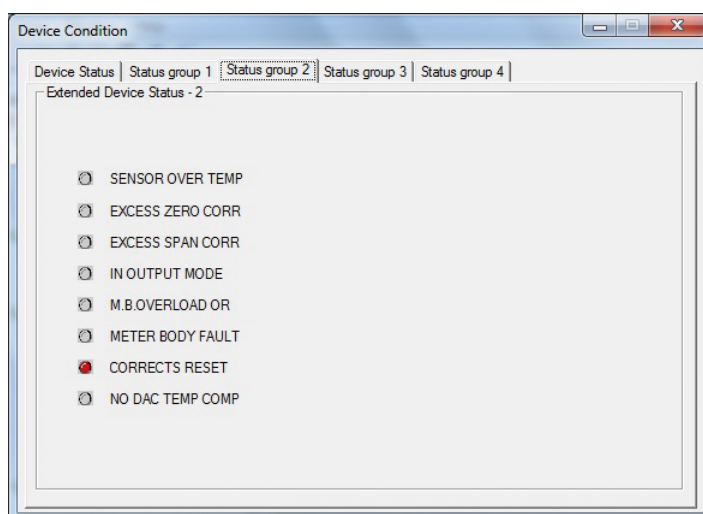 Device Condition
Device Status Status group 1 Status group 2 Status group 3 Status group 4
Extended Device Status - 2
SENSOR OVER TEMP
EXCESS ZERO CORR
EXCESS SPAN CORR
IN OUTPUT MODE
M.B.OVERLOAD OR
METER BODY FAULT
CORRECTS RESET
NO DAC TEMP COMP